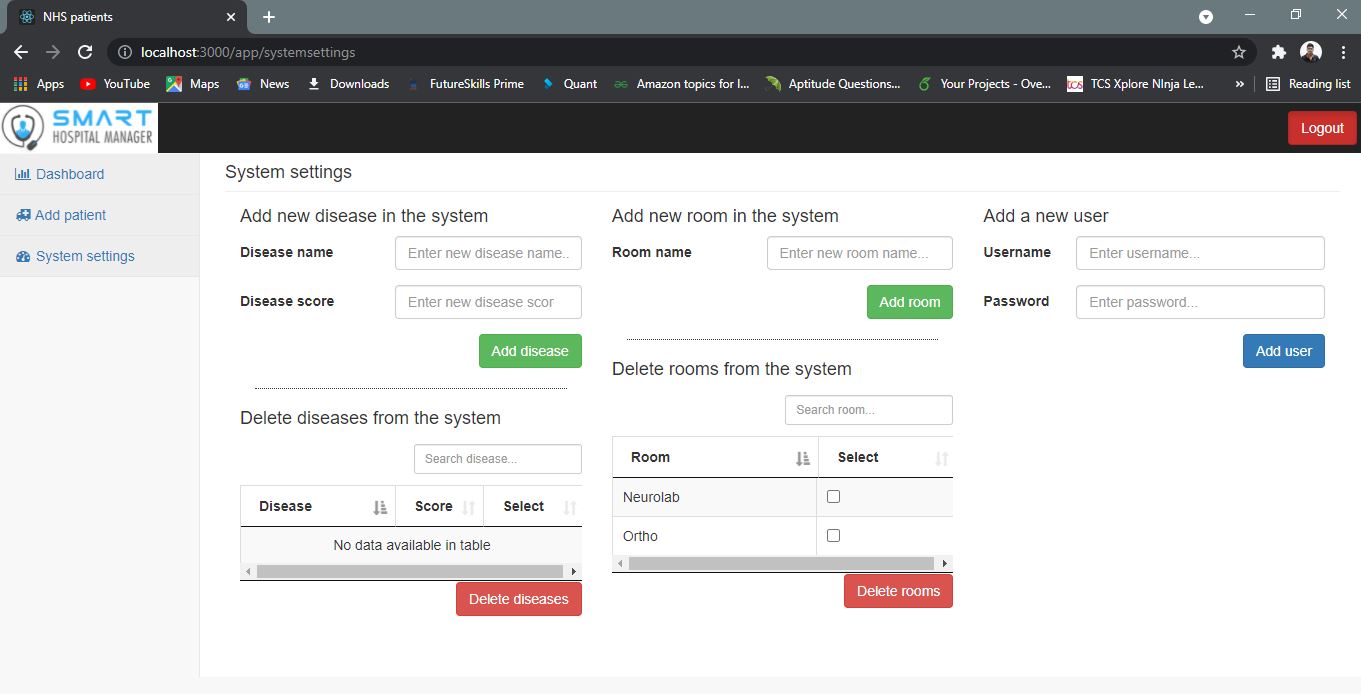 NHS patients
localhost:3000/app/systemsettings
Apps YouTube Maps News Downloads FutureSkills Prime Quant Amazon topics for I... Aptitude Questions... Your Projects - Ove... TCS Xplore NInja Le... » Reading list
SMART
HOSPITAL MANAGER
Logout
Dashboard
Add patient
System settings
System settings
Add new disease in the system
Disease name Enter new disease name..
Disease score Enter new disease scor
Add disease
Delete diseases from the system
Search disease...
Disease Score Select
No data available in table
Delete diseases
Add new room in the system
Room name Enter new room name...
Add room
Delete rooms from the system
Search room...
Room Select
Neurolab
Ortho
Delete rooms
Add a new user
Username Enter username...
Password Enter password...
Add user